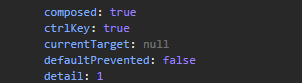 composed: true
ctrlKey: true
currentTarget: null
defaultPrevented: false
detail: 1